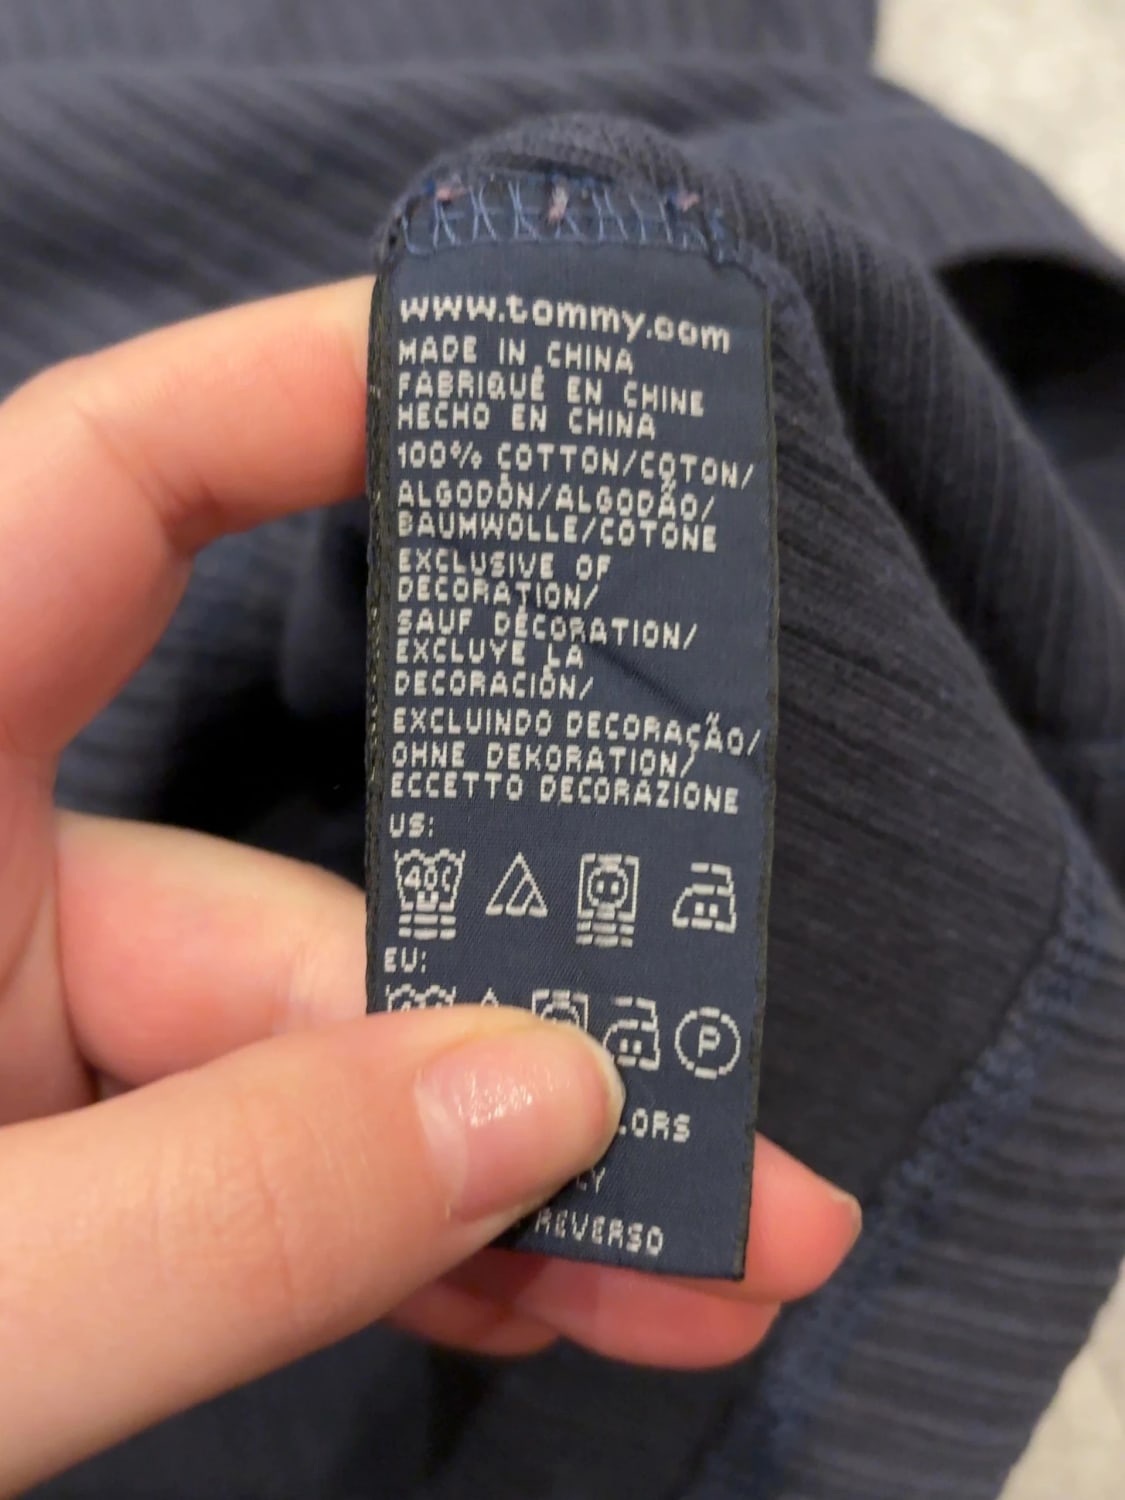 www.tommy.com
MADE IN CHINA
FABRIQUÉ EN CHINE
HECHO EN CHINA
100% COTTON/COTON/
ALGODÓN/ALGODÃO/
BAUMWOLLE/COTONE
EXCLUSIVE OF
DECORATION/
SAUF DÉCORATION/
EXCLUYE LA
DECORACIÓN/
EXCLUINDO DECORAÇÃO/
OHNE DEKORATION/
ECCETTO DECORAZIONE
US:
40C
EU:
P
REVERSO